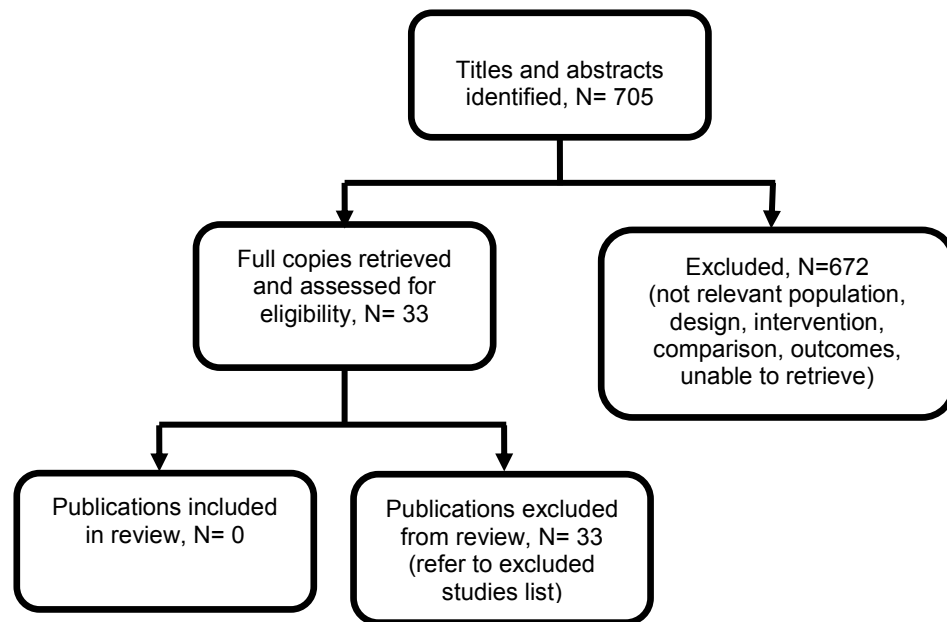 Titles and abstracts
identified, N= 705
Full copies retrieved
and assessed for
eligibility, N= 33
Excluded, N=672
(not relevant population,
design, intervention,
comparison, outcomes,
unable to retrieve)
Publications included
in review, N= 0
Publications excluded
from review, N= 33
(refer to excluded
studies list)